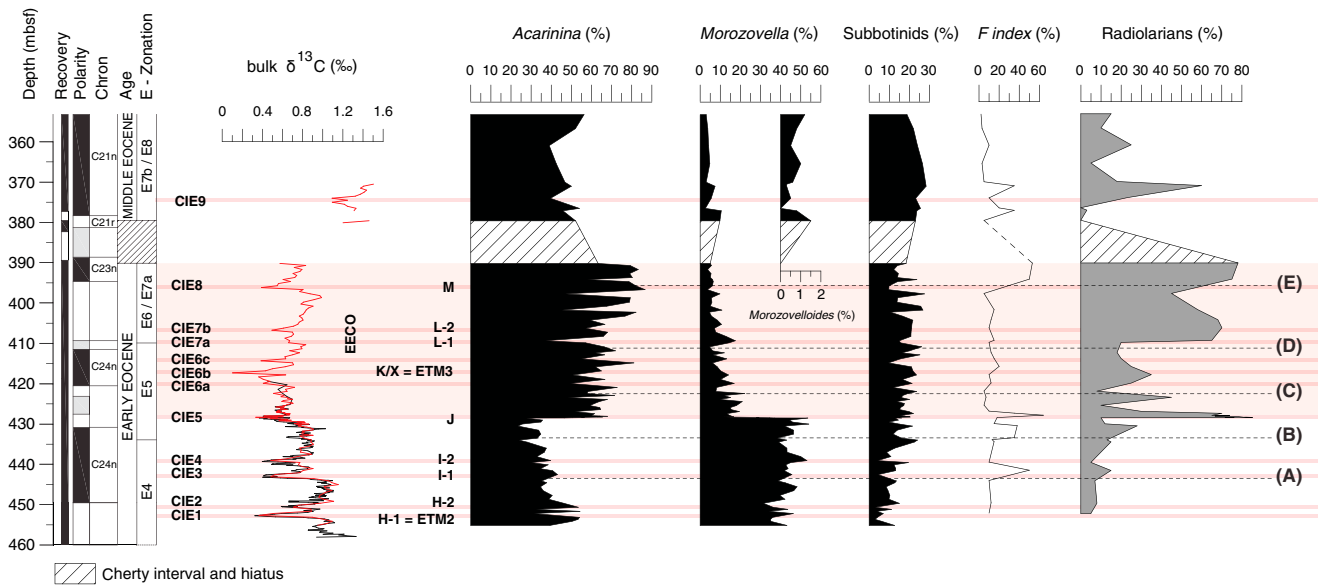 Depth (mbsf)
Recovery
Polarity
Chron
Age
E - Zonation
bulk δ¹³C (‰)
0 0.4 0.8 1.2 1.6
Acarinina (%)
0 10 20 30 40 50 60 70 80 90
Morozovella (%)
0 10 20 30 40 50 60
Subbotinids (%)
0 10 20 30
F index (%)
0 20 40 60
Radiolarians (%)
0 10 20 30 40 50 60 70 80
360
370
380
390
400
410
420
430
440
450
460
C21n
C21r
C23n
C24n
C24n
MIDDLE EOCENE
EARLY EOCENE
E7b / E8
E6 / E7a
E5
E4
CIE9
CIE8
CIE7b
CIE7a
CIE6c
CIE6b
CIE6a
CIE5
CIE4
CIE3
CIE2
CIE1
EECO
M
L-2
L-1
K/X = ETM3
J
I-2
I-1
H-2
H-1 = ETM2
0 1 2
Morozovelloides (%)
(E)
(D)
(C)
(B)
(A)
Cherty interval and hiatus